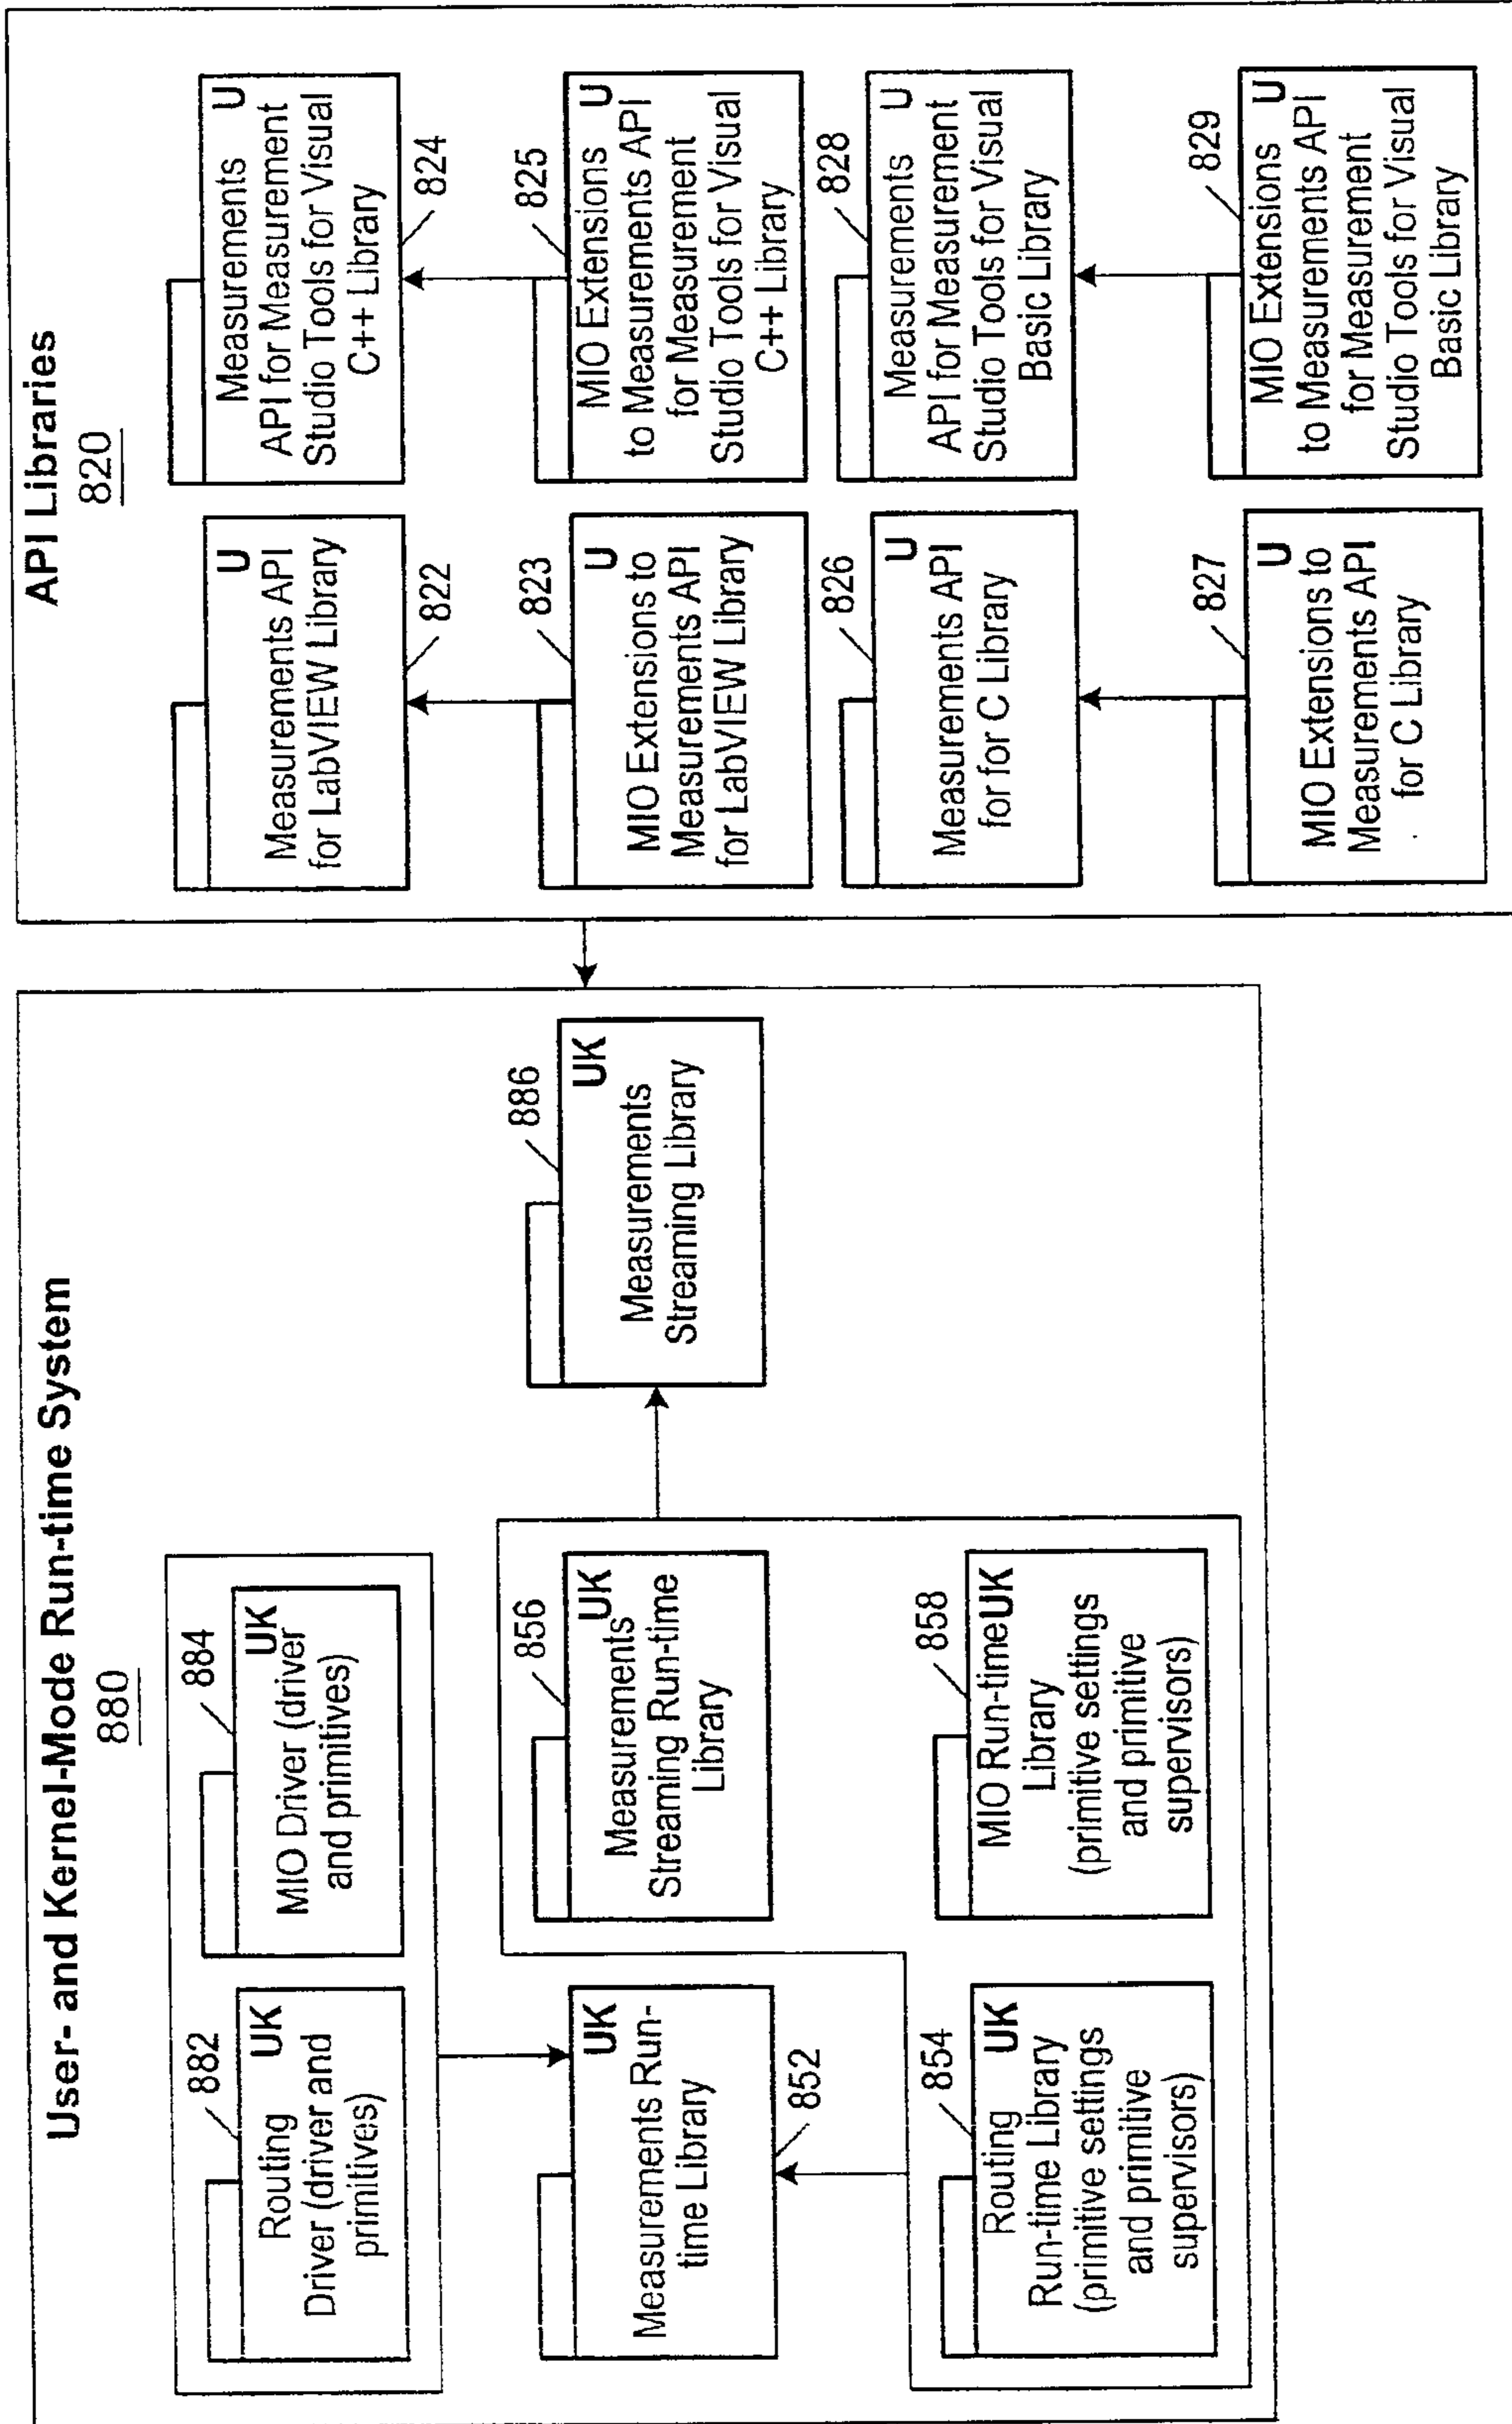 User- and Kernel-Mode Run-time System
880
882
Routing UK
Driver (driver and
primitives)
884
UK
MIO Driver (driver
and primitives)
UK
Measurements Run-
time Library
852
856
UK
Measurements
Streaming Run-time
Library
886
UK
Measurements
Streaming Library
854
Routing UK
Run-time Library
(primitive settings
and primitive
supervisors)
858
MIO Run-time UK
Library
(primitive settings
and primitive
supervisors)
API Libraries
820
U
Measurements API
for LabVIEW Library
822
Measurements U
API for Measurement
Studio Tools for Visual
C++ Library
824
823
U
MIO Extensions to
Measurements API
for LabVIEW Library
825
MIO Extensions U
to Measurements API
for Measurement
Studio Tools for Visual
C++ Library
826
U
Measurements API
for for C Library
828
Measurements U
API for Measurement
Studio Tools for Visual
Basic Library
827
U
MIO Extensions to
Measurements API
for C Library
829
MIO Extensions U
to Measurements API
for Measurement
Studio Tools for Visual
Basic Library